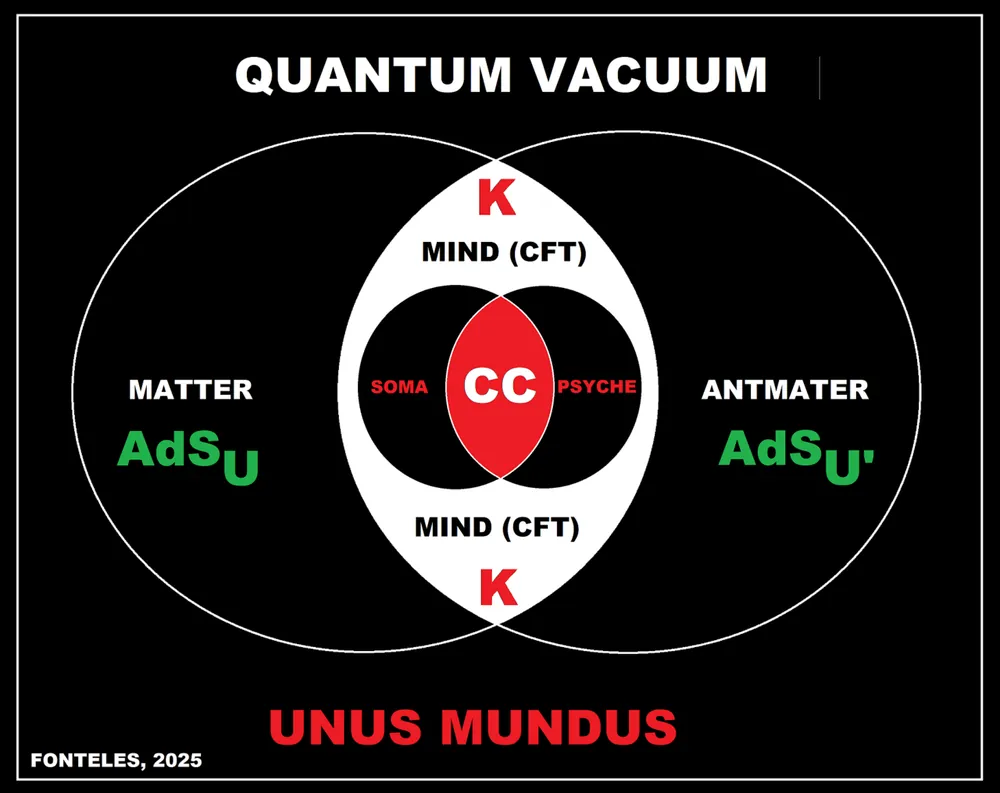 QUANTUM VACUUM
K
MIND (CFT)
SOMA CC PSYCHE
MATTER ANTMATER
AdSU AdSU'
MIND (CFT)
K
UNUS MUNDUS
FONTELES, 2025